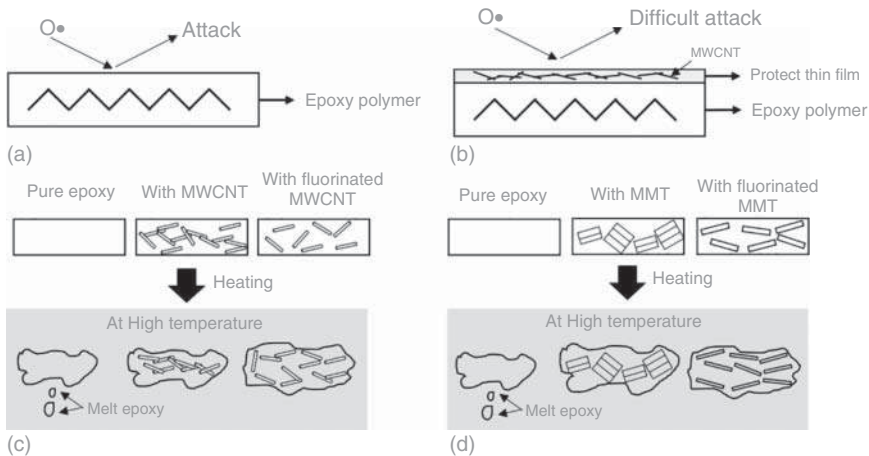 O• Attack
Epoxy polymer
(a)
O• Difficult attack
MWCNT
Protect thin film
Epoxy polymer
(b)
Pure epoxy
With MWCNT
With fluorinated
MWCNT
Heating
At High temperature
Melt epoxy
(c)
Pure epoxy
With MMT
With fluorinated
MMT
Heating
At High temperature
Melt epoxy
(d)